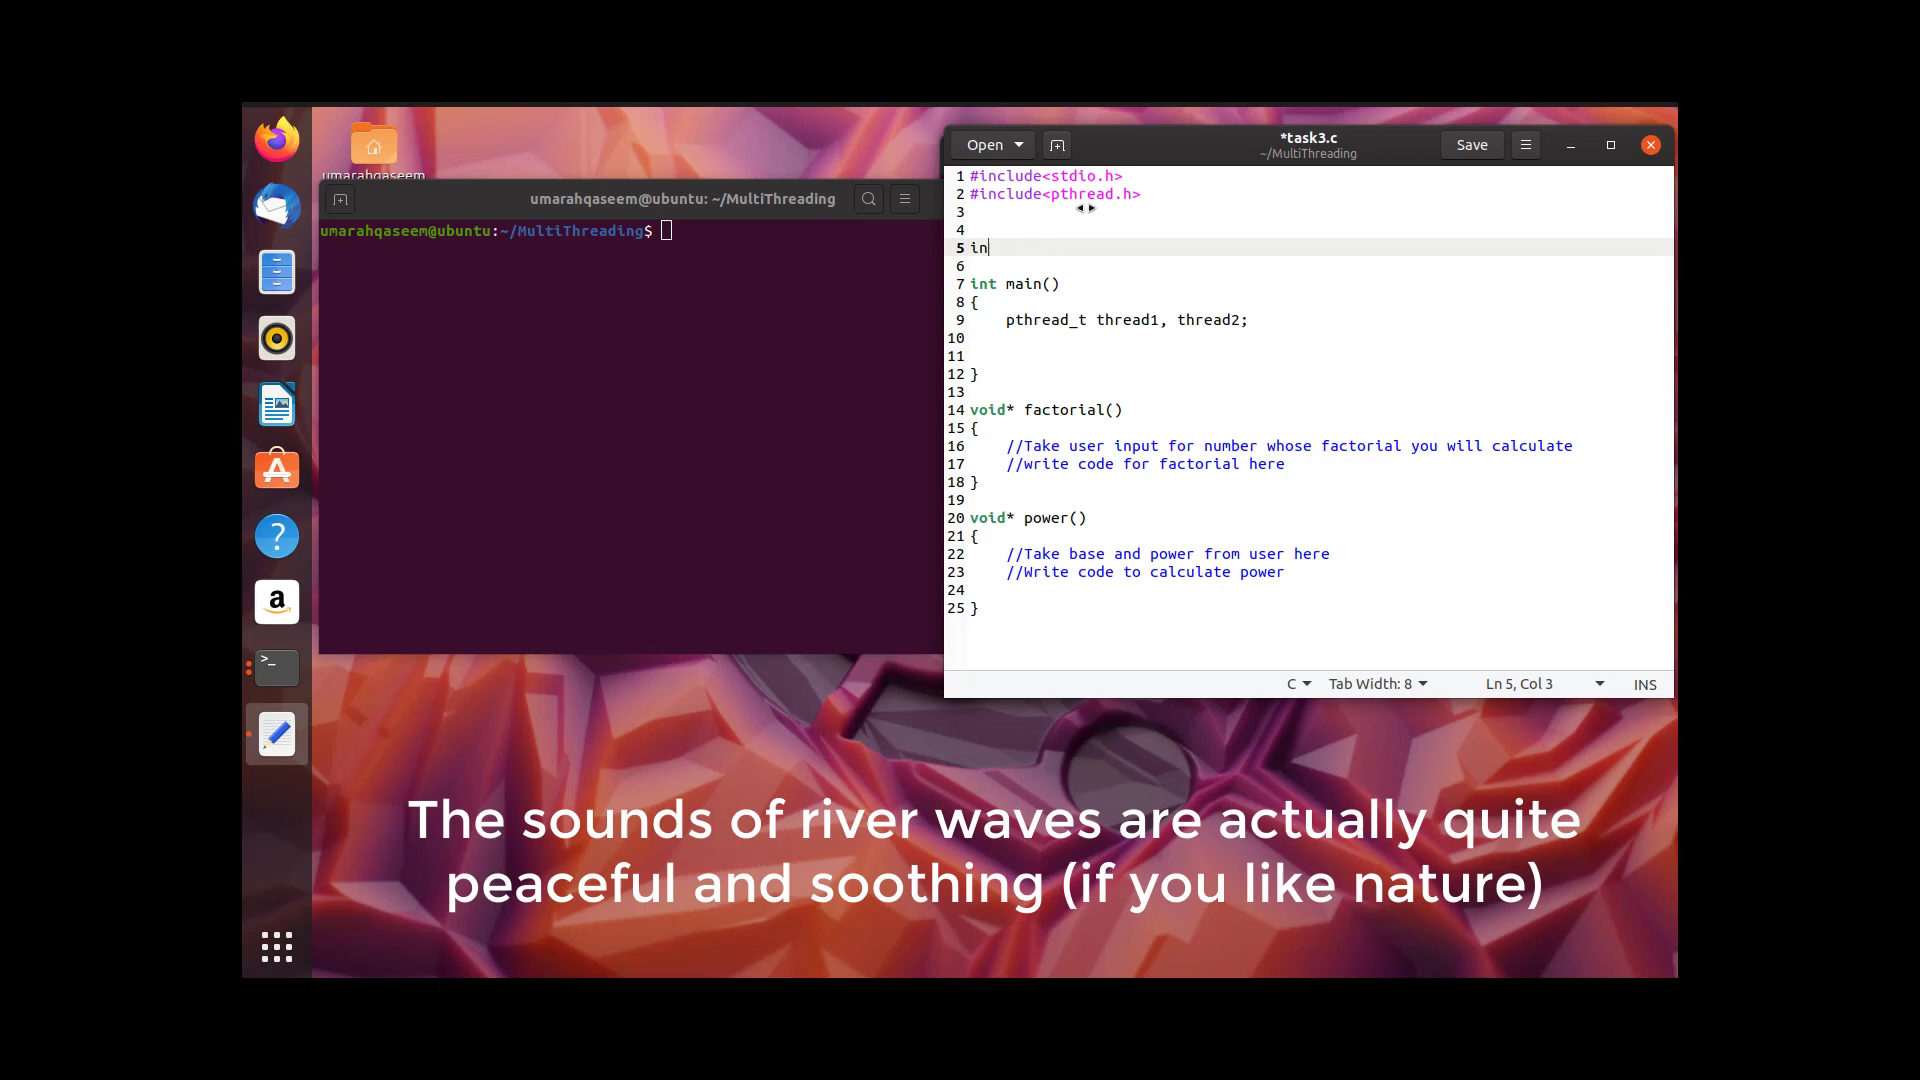 umarahqaseem
umarahqaseem@ubuntu: ~/MultiThreading
umarahqaseem@ubuntu:~/MultiThreading$
Open
*task3.c
~/MultiThreading
Save
1 #include<stdio.h>
2 #include<pthread.h>
3
4
5 in
6
7 int main()
8 {
9 pthread_t thread1, thread2;
10
11
12 }
13
14 void* factorial()
15 {
16 //Take user input for number whose factorial you will calculate
17 //write code for factorial here
18 }
19
20 void* power()
21 {
22 //Take base and power from user here
23 //Write code to calculate power
24
25 }
C Tab Width: 8 Ln 5, Col 3 INS
The sounds of river waves are actually quite
peaceful and soothing (if you like nature)